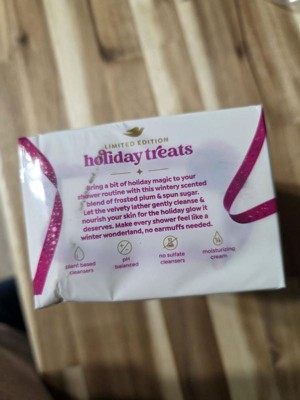 LIMITED EDITION
holiday treats
Bring a bit of holiday magic to your
shower routine with this wintery scented
blend of frosted plum & spun sugar.
Let the velvety lather gently cleanse &
nourish your skin for the holiday glow it
deserves. Make every shower feel like a
winter wonderland, no earmuffs needed.
plant based
cleansers
pH
balanced
no sulfate
cleansers
moisturizing
cream